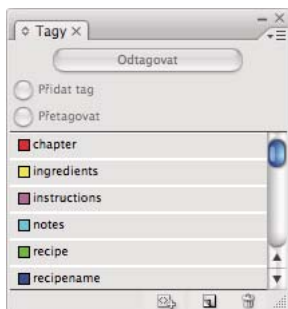 Tagy
Odtagovat
Přidat tag
Přetagovat
chapter
ingredients
instructions
notes
recipe
recipename